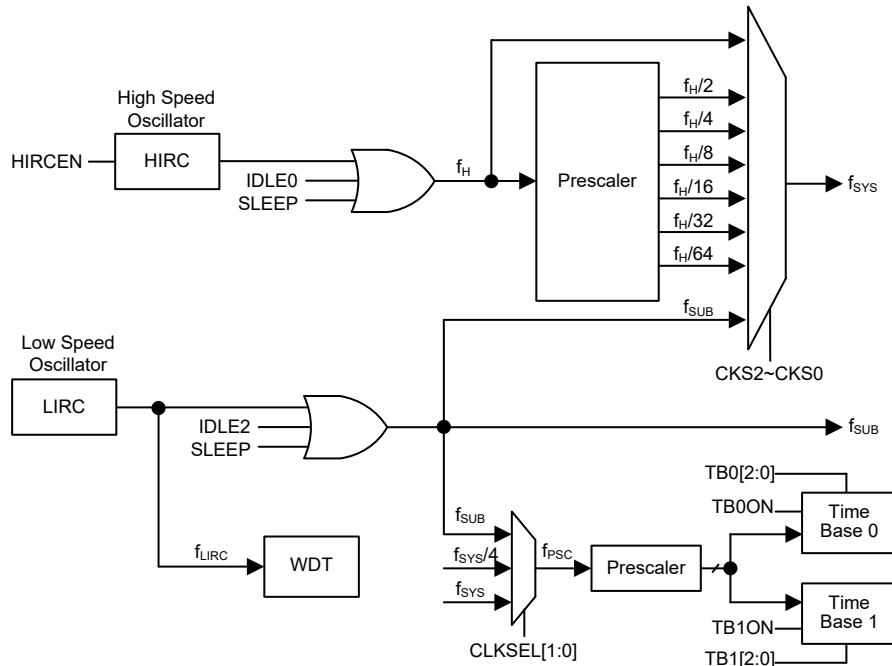 High Speed
Oscillator
HIRCEN
HIRC
IDLE0
SLEEP
fH
Prescaler
fH/2
fH/4
fH/8
fH/16
fH/32
fH/64
fSUB
fSYS
CKS2~CKS0
Low Speed
Oscillator
LIRC
IDLE2
SLEEP
fSUB
fLIRC
WDT
fSUB
fSYS/4
fSYS
CLKSEL[1:0]
fPSC
Prescaler
TB0[2:0]
TB0ON
Time
Base 0
Time
Base 1
TB1ON
TB1[2:0]